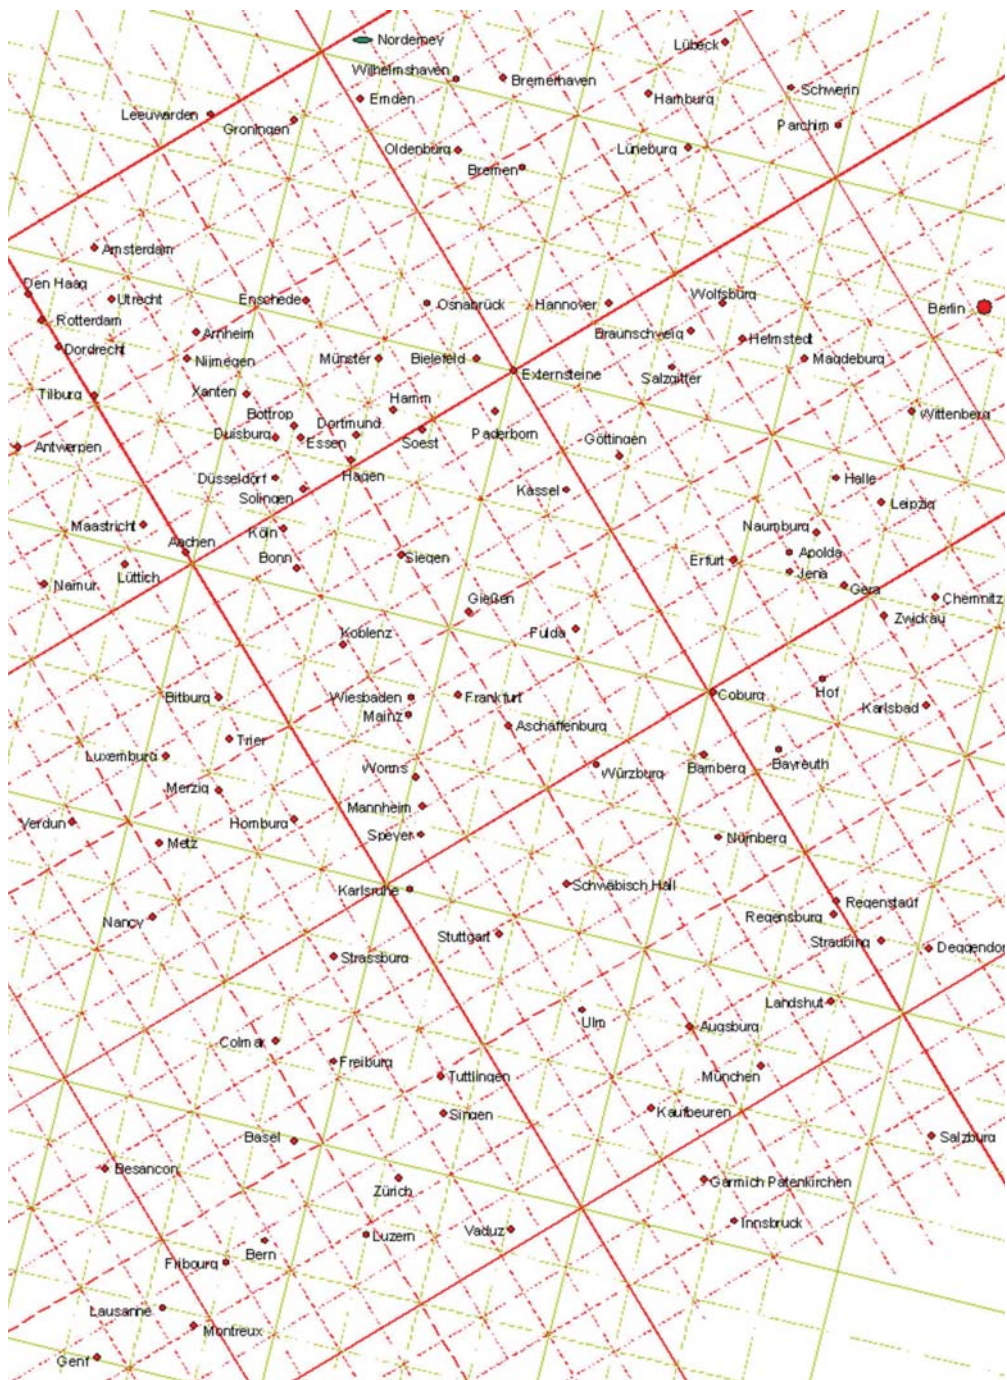 Norderney
Lübeck
Wilhelmshaven
Bremerhaven
Schwerin
Emden
Hamburg
Leeuwarden
Groningen
Parchim
Oldenburg
Lüneburg
Bremen
Amsterdam
Den Haag
Utrecht
Enschede
Osnabrück
Hannover
Wolfsburg
Berlin
Rotterdam
Arnheim
Braunschweig
Helmstedt
Dordrecht
Nijmegen
Münster
Bielefeld
Magdeburg
Externsteine
Salzgitter
Tilburg
Xanten
Hamm
Bottrop
Dortmund
Wittenberg
Duisburg
Essen
Soest
Paderborn
Göttingen
Antwerpen
Hagen
Düsseldorf
Halle
Solingen
Kassel
Leipzig
Maastricht
Köln
Naumburg
Aachen
Bonn
Siegen
Erfurt
Apolda
Lüttich
Jena
Namur
Gera
Chemnitz
Gießen
Zwickau
Koblenz
Fulda
Bitburg
Wiesbaden
Frankfurt
Coburg
Hof
Mainz
Karlsbad
Aschaffenburg
Trier
Luxemburg
Worms
Würzburg
Bamberg
Bayreuth
Merzig
Mannheim
Verdun
Homburg
Speyer
Nürnberg
Metz
Karlsruhe
Schwäbisch Hall
Regenstauf
Nancy
Regensburg
Stuttgart
Straubing
Deggendor
Strassburg
Landshut
Ulm
Augsburg
Colmar
Freiburg
Tuttlingen
München
Singen
Kaufbeuren
Basel
Salzburg
Besancon
Zürich
Garmich Patenkirchen
Innsbruck
Vaduz
Luzern
Bern
Fribourg
Lausanne
Montreux
Genf